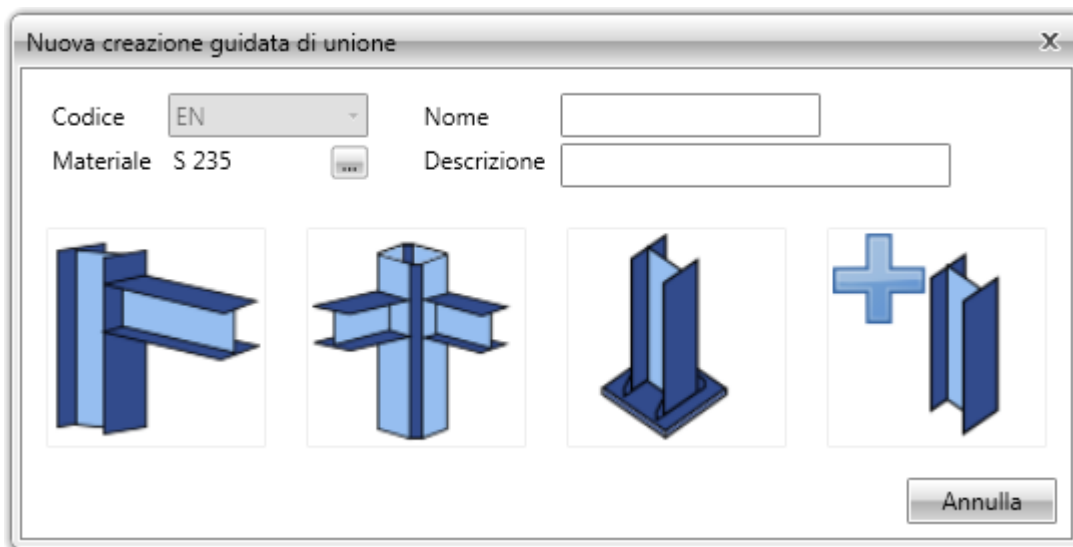 Nuova creazione guidata di unione
Codice EN Nome
Materiale S 235 ... Descrizione
Annulla